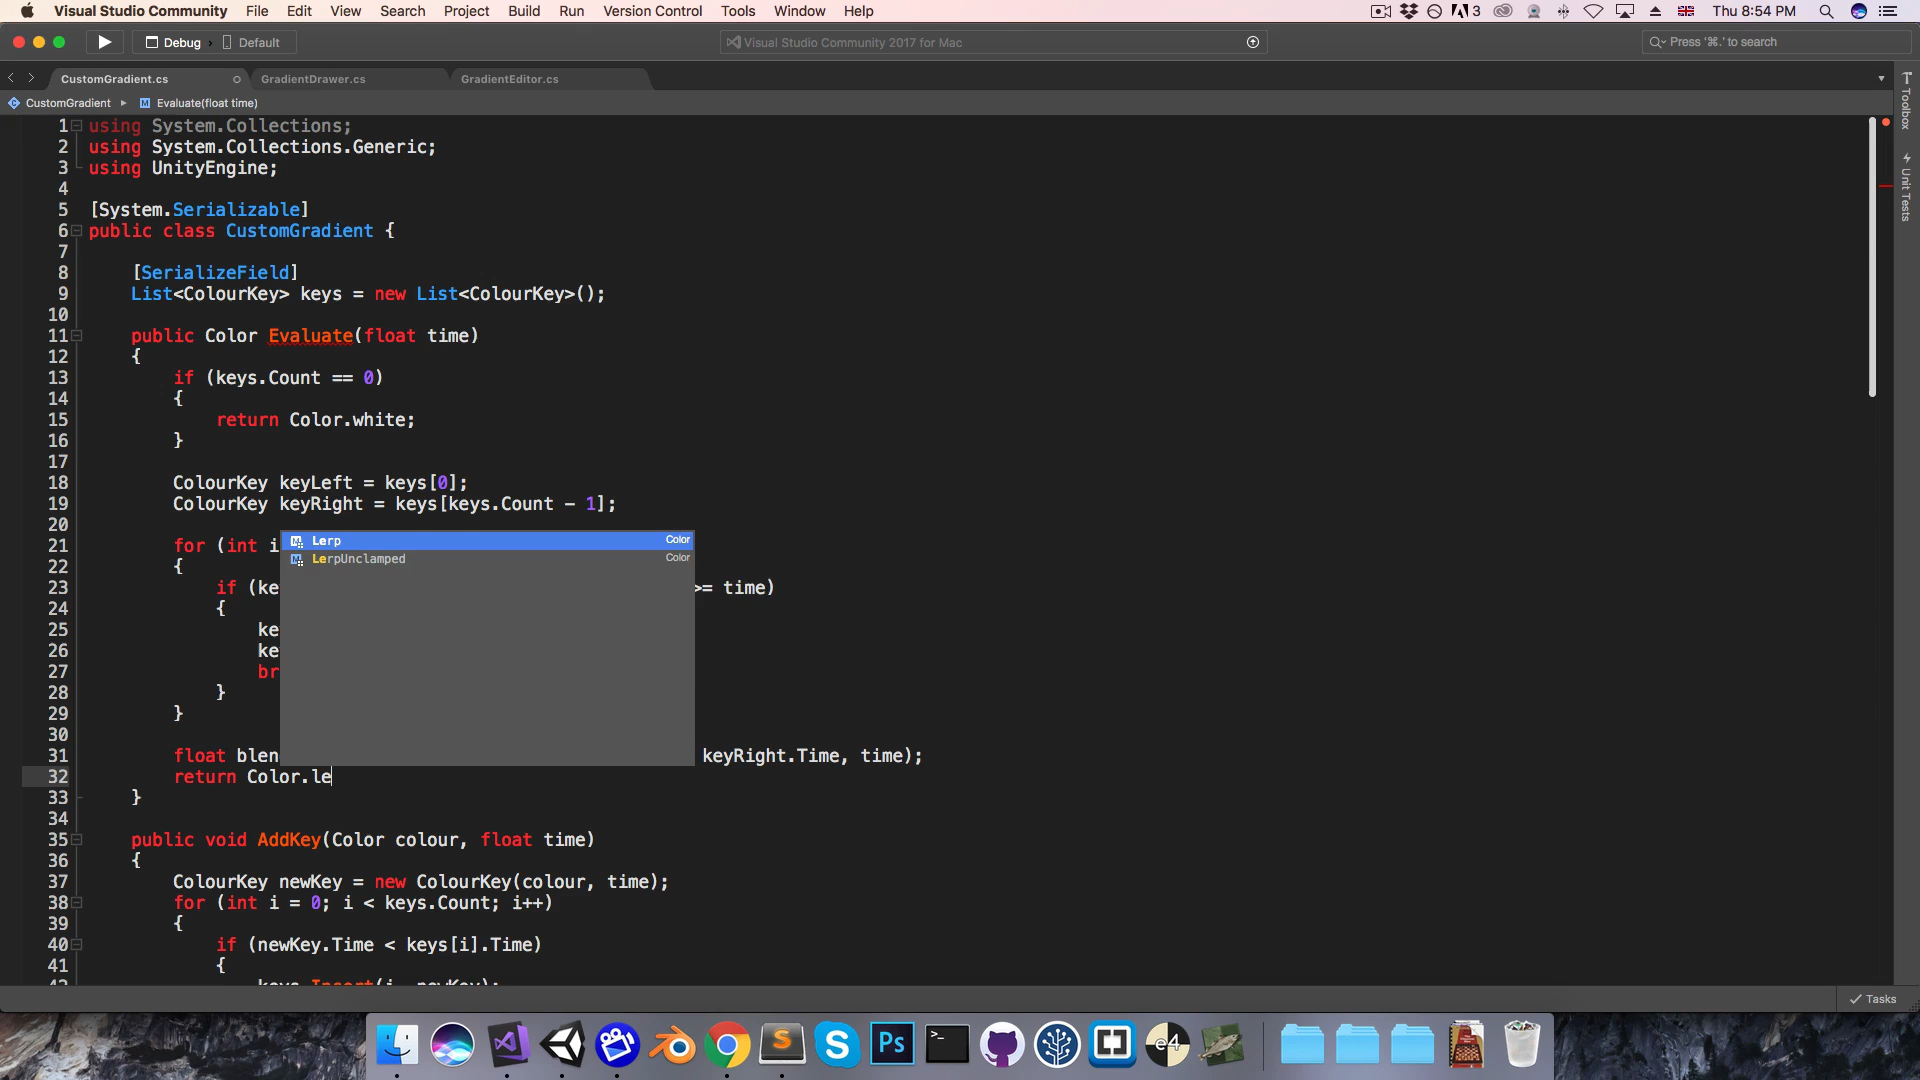 Visual Studio Community File Edit View Search Project Build Run Version Control Tools Window Help 3 Thu 8:54 PM
Debug › Default Visual Studio Community 2017 for Mac Press '⌘.' to search
CustomGradient.cs GradientDrawer.cs GradientEditor.cs
CustomGradient ▸ M Evaluate(float time)
Toolbox
Unit Tests
1 using System.Collections;
2 using System.Collections.Generic;
3 using UnityEngine;
4
5 [System.Serializable]
6 public class CustomGradient {
7
8 [SerializeField]
9 List<ColourKey> keys = new List<ColourKey>();
10
11 public Color Evaluate(float time)
12 {
13 if (keys.Count == 0)
14 {
15 return Color.white;
16 }
17
18 ColourKey keyLeft = keys[0];
19 ColourKey keyRight = keys[keys.Count - 1];
20
M Lerp Color
M LerpUnclamped Color
21 for (int i
22 {
23 if (ke >= time)
24 {
25 ke
26 ke
27 br
28 }
29 }
30
31 float blen keyRight.Time, time);
32 return Color.le
33 }
34
35 public void AddKey(Color colour, float time)
36 {
37 ColourKey newKey = new ColourKey(colour, time);
38 for (int i = 0; i < keys.Count; i++)
39 {
40 if (newKey.Time < keys[i].Time)
41 {
42 keys.Insert(i, newKey);
Tasks
S
Ps
>_
e4